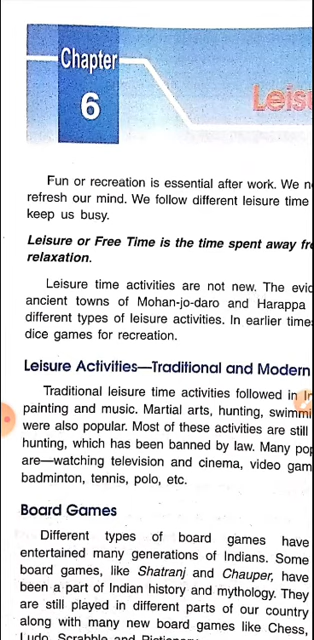 Chapter
6
Leis
Fun or recreation is essential after work. We n
refresh our mind. We follow different leisure time
keep us busy.
Leisure or Free Time is the time spent away fr
relaxation.
Leisure time activities are not new. The evid
ancient towns of Mohan-jo-daro and Harappa
different types of leisure activities. In earlier time
dice games for recreation.
Leisure Activities—Traditional and Modern
Traditional leisure time activities followed in In
painting and music. Martial arts, hunting, swimmi
were also popular. Most of these activities are still
hunting, which has been banned by law. Many pop
are—watching television and cinema, video gam
badminton, tennis, polo, etc.
Board Games
Different types of board games have
entertained many generations of Indians. Some
board games, like Shatranj and Chauper, have
been a part of Indian history and mythology. They
are still played in different parts of our country
along with many new board games like Chess,
Ludo, Scrabble and Pictionary